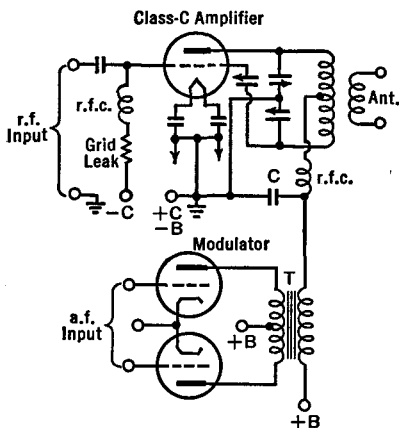 Class-C Amplifier
r.f.
Input
r.f.c.
Grid
Leak
-C
+C
-B
Ant.
r.f.c.
C
Modulator
T
a.f.
Input
+B
+B